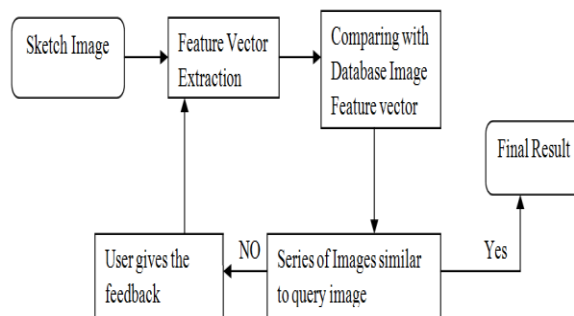 Sketch Image
Feature Vector
Extraction
Comparing with
Database Image
Feature vector
Final Result
User gives the
feedback
NO
Series of Images similar
to query image
Yes